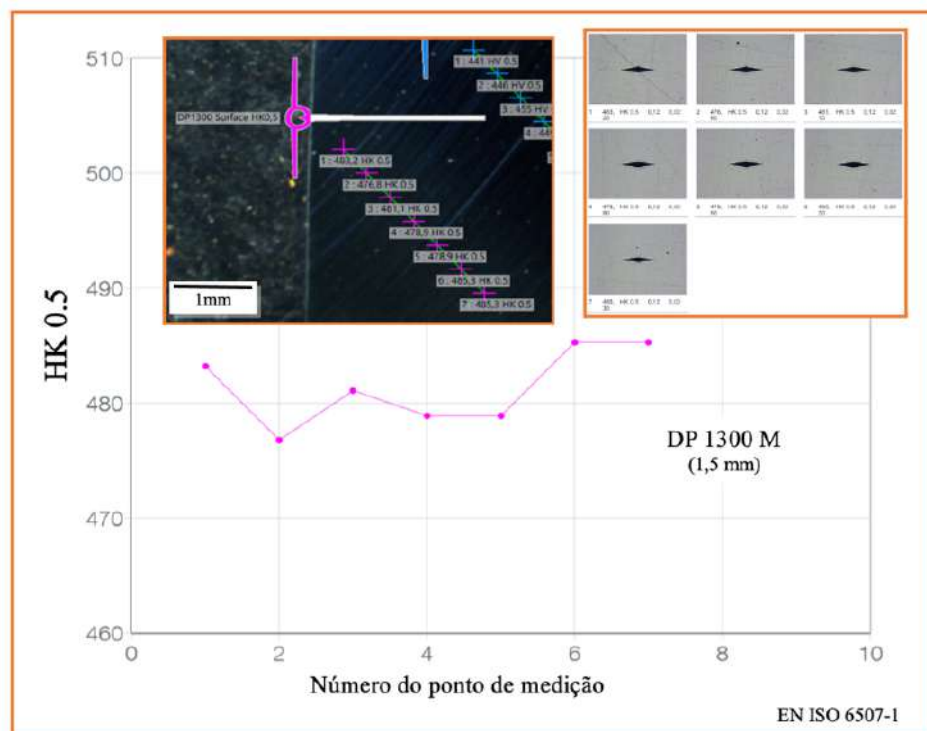 510
500
490
480
470
460
0
2
4
6
8
10
HK 0.5
Número do ponto de medição
DP 1300 M
(1,5 mm)
EN ISO 6507-1
DP1300 Surface HK0,5
1 : 483,2 HK 0.5
2 : 476,8 HK 0.5
3 : 481,1 HK 0.5
4 : 478,9 HK 0.5
5 : 478,9 HK 0.5
6 : 485,3 HK 0.5
7 : 485,3 HK 0.5
1 : 441 HV 0.5
2 : 446 HV 0.5
3 : 455 HV
1mm